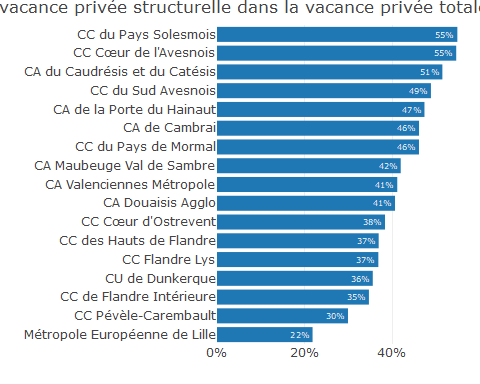 vacance privée structurelle dans la vacance privée totale
CC du Pays Solesmois 55%
CC Cœur de l'Avesnois 55%
CA du Caudrésis et du Catésis 51%
CC du Sud Avesnois 49%
CA de la Porte du Hainaut 47%
CA de Cambrai 46%
CC du Pays de Mormal 46%
CA Maubeuge Val de Sambre 42%
CA Valenciennes Métropole 41%
CA Douaisis Agglo 41%
CC Cœur d'Ostrevent 38%
CC des Hauts de Flandre 37%
CC Flandre Lys 37%
CU de Dunkerque 36%
CC de Flandre Intérieure 35%
CC Pévèle-Carembault 30%
Métropole Européenne de Lille 22%
0% 20% 40%